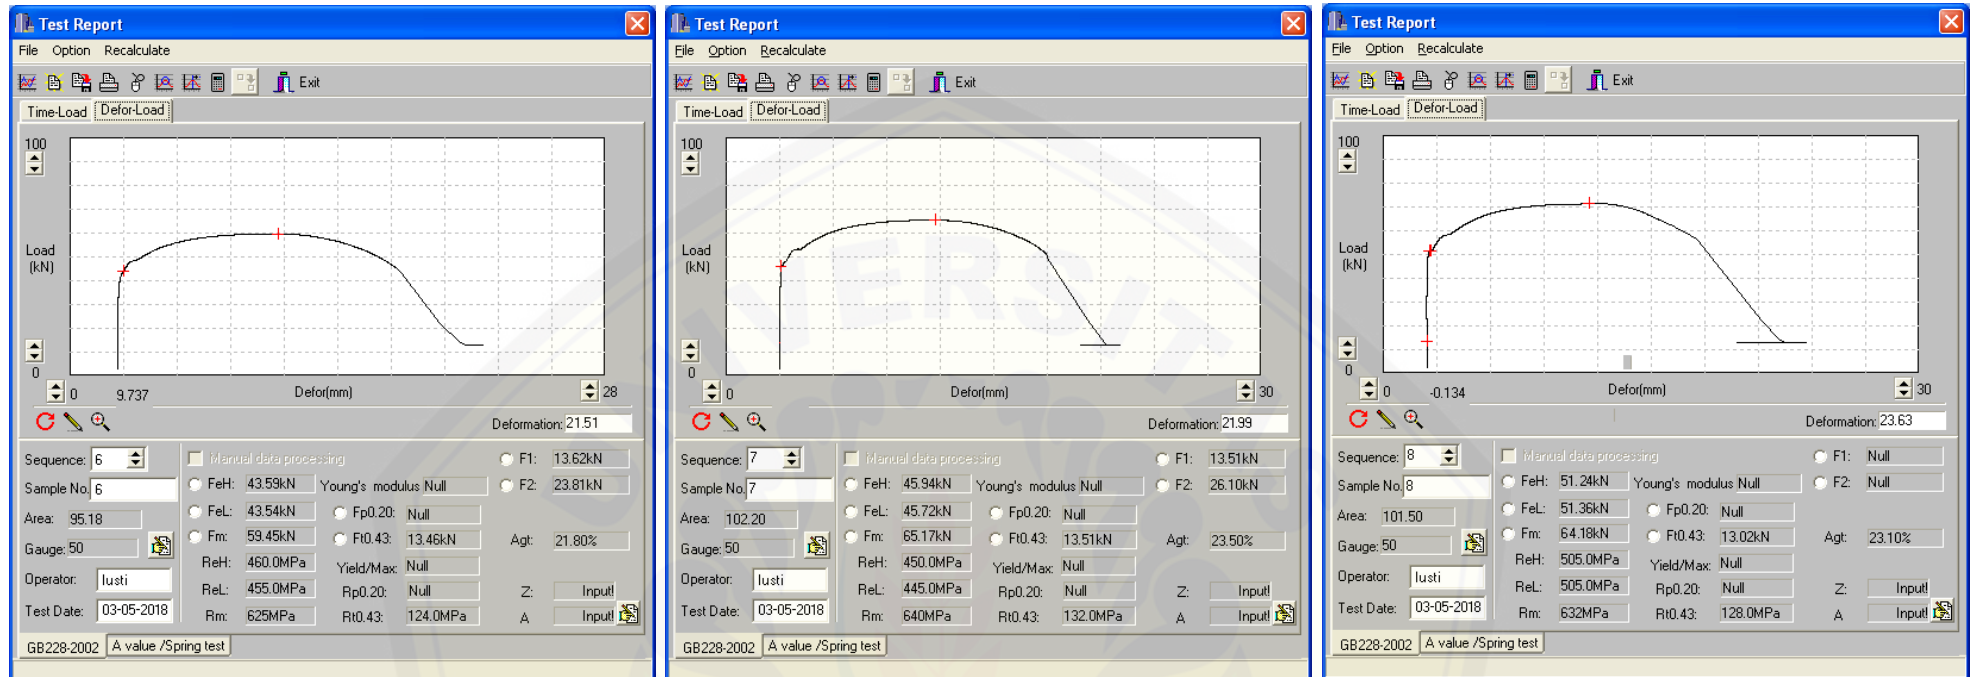 Test Report
File Option Recalculate
Exit
Time-Load Defor-Load
100
Load
(kN)
0
0 9.737 Defor(mm) 28
Deformation: 21.51
Sequence: 6 Manual data processing F1: 13.62kN
Sample No. 6 FeH: 43.59kN Young's modulus Null F2: 23.81kN
Area: 95.18 FeL: 43.54kN Fp0.20: Null
Gauge: 50 Fm: 59.45kN Ft0.43: 13.46kN Agt: 21.80%
ReH: 460.0MPa Yield/Max: Null
Operator: lusti ReL: 455.0MPa Rp0.20: Null Z: Input!
Test Date: 03-05-2018 Rm: 625MPa Rt0.43: 124.0MPa A Input!
GB228-2002 A value /Spring test
Test Report
File Option Recalculate
Exit
Time-Load Defor-Load
100
Load
(kN)
0
0 Defor(mm) 30
Deformation: 21.99
Sequence: 7 Manual data processing F1: 13.51kN
Sample No. 7 FeH: 45.94kN Young's modulus Null F2: 26.10kN
Area: 102.20 FeL: 45.72kN Fp0.20: Null
Gauge: 50 Fm: 65.17kN Ft0.43: 13.51kN Agt: 23.50%
ReH: 450.0MPa Yield/Max: Null
Operator: lusti ReL: 445.0MPa Rp0.20: Null Z: Input!
Test Date: 03-05-2018 Rm: 640MPa Rt0.43: 132.0MPa A Input!
GB228-2002 A value /Spring test
Test Report
File Option Recalculate
Exit
Time-Load Defor-Load
100
Load
(kN)
0
0 -0.134 Defor(mm) 30
Deformation: 23.63
Sequence: 8 Manual data processing F1: Null
Sample No. 8 FeH: 51.24kN Young's modulus Null F2: Null
Area: 101.50 FeL: 51.36kN Fp0.20: Null
Gauge: 50 Fm: 64.18kN Ft0.43: 13.02kN Agt: 23.10%
ReH: 505.0MPa Yield/Max: Null
Operator: lusti ReL: 505.0MPa Rp0.20: Null Z: Input!
Test Date: 03-05-2018 Rm: 632MPa Rt0.43: 128.0MPa A Input!
GB228-2002 A value /Spring test